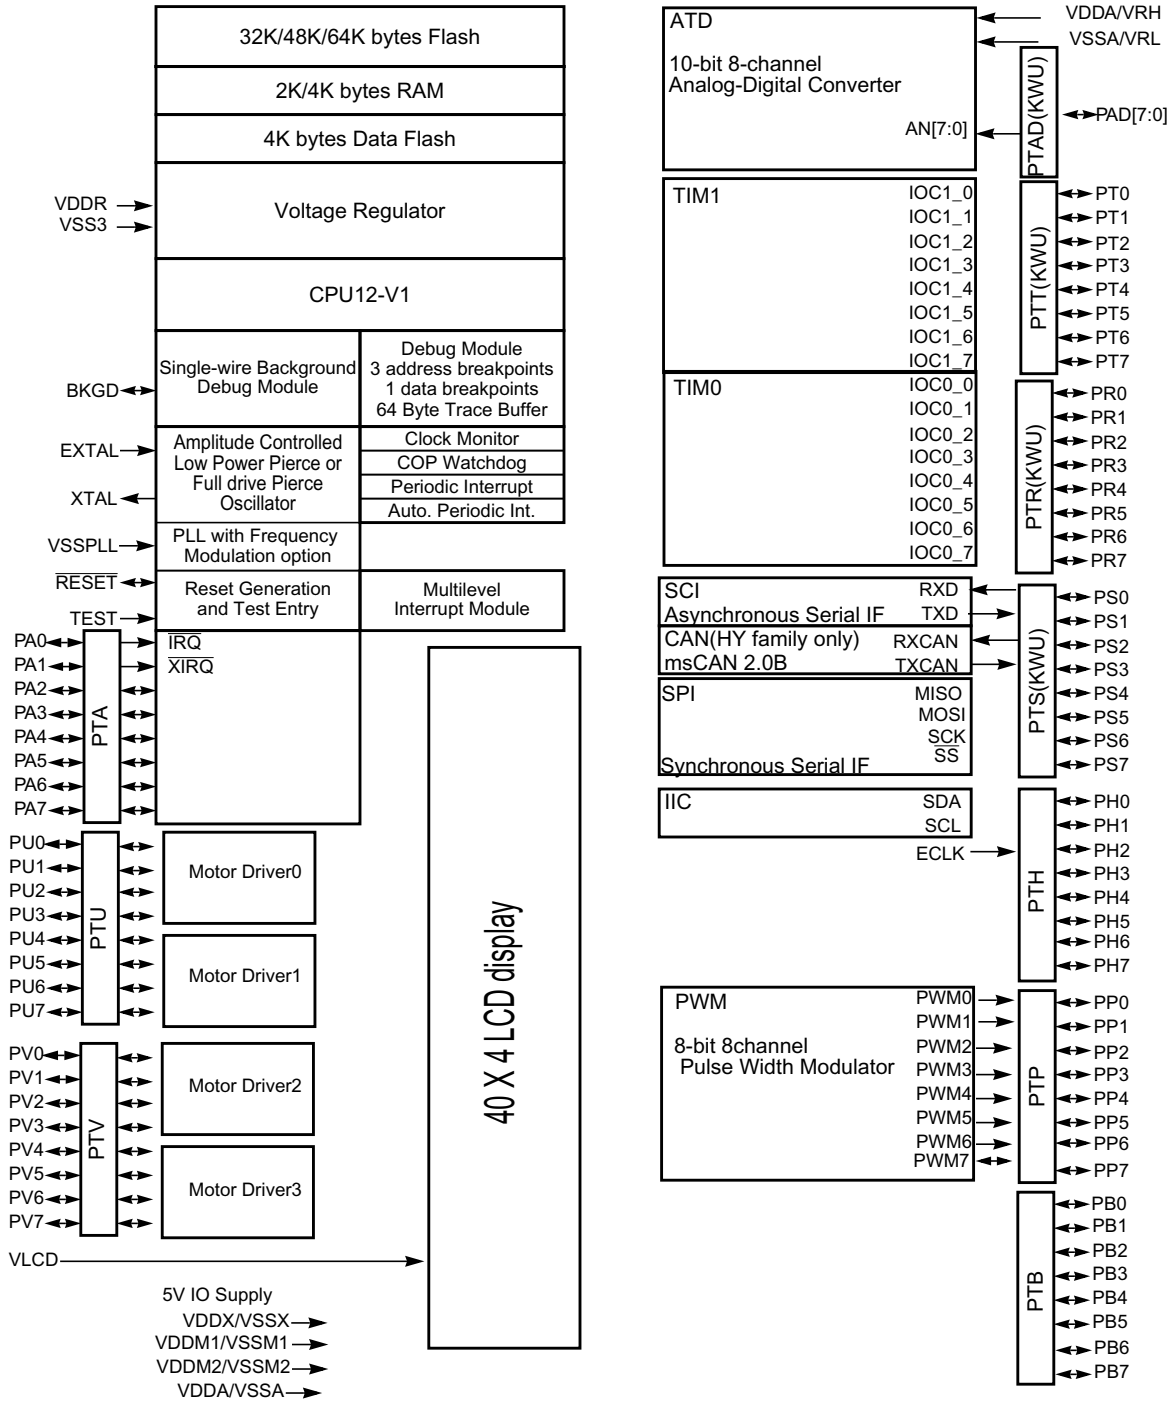 32K/48K/64K bytes Flash
2K/4K bytes RAM
4K bytes Data Flash
VDDR
VSS3
Voltage Regulator
CPU12-V1
BKGD
Single-wire Background
Debug Module
Debug Module
3 address breakpoints
1 data breakpoints
64 Byte Trace Buffer
EXTAL
XTAL
Amplitude Controlled
Low Power Pierce or
Full drive Pierce
Oscillator
Clock Monitor
COP Watchdog
Periodic Interrupt
Auto. Periodic Int.
VSSPLL
PLL with Frequency
Modulation option
RESET
TEST
Reset Generation
and Test Entry
Multilevel
Interrupt Module
PA0
PA1
PA2
PA3
PA4
PA5
PA6
PA7
PTA
IRQ
XIRQ
PU0
PU1
PU2
PU3
PU4
PU5
PU6
PU7
PTU
Motor Driver0
Motor Driver1
PV0
PV1
PV2
PV3
PV4
PV5
PV6
PV7
PTV
Motor Driver2
Motor Driver3
VLCD
40 X 4 LCD display
5V IO Supply
VDDX/VSSX
VDDM1/VSSM1
VDDM2/VSSM2
VDDA/VSSA
ATD
10-bit 8-channel
Analog-Digital Converter
AN[7:0]
VDDA/VRH
VSSA/VRL
PTAD(KWU)
PAD[7:0]
TIM1
IOC1_0
IOC1_1
IOC1_2
IOC1_3
IOC1_4
IOC1_5
IOC1_6
IOC1_7
PTT(KWU)
PT0
PT1
PT2
PT3
PT4
PT5
PT6
PT7
TIM0
IOC0_0
IOC0_1
IOC0_2
IOC0_3
IOC0_4
IOC0_5
IOC0_6
IOC0_7
PTR(KWU)
PR0
PR1
PR2
PR3
PR4
PR5
PR6
PR7
SCI
Asynchronous Serial IF
RXD
TXD
CAN(HY family only)
msCAN 2.0B
RXCAN
TXCAN
SPI
Synchronous Serial IF
MISO
MOSI
SCK
SS
PTS(KWU)
PS0
PS1
PS2
PS3
PS4
PS5
PS6
PS7
IIC
SDA
SCL
ECLK
PTH
PH0
PH1
PH2
PH3
PH4
PH5
PH6
PH7
PWM
8-bit 8channel
Pulse Width Modulator
PWM0
PWM1
PWM2
PWM3
PWM4
PWM5
PWM6
PWM7
PTP
PP0
PP1
PP2
PP3
PP4
PP5
PP6
PP7
PTB
PB0
PB1
PB2
PB3
PB4
PB5
PB6
PB7